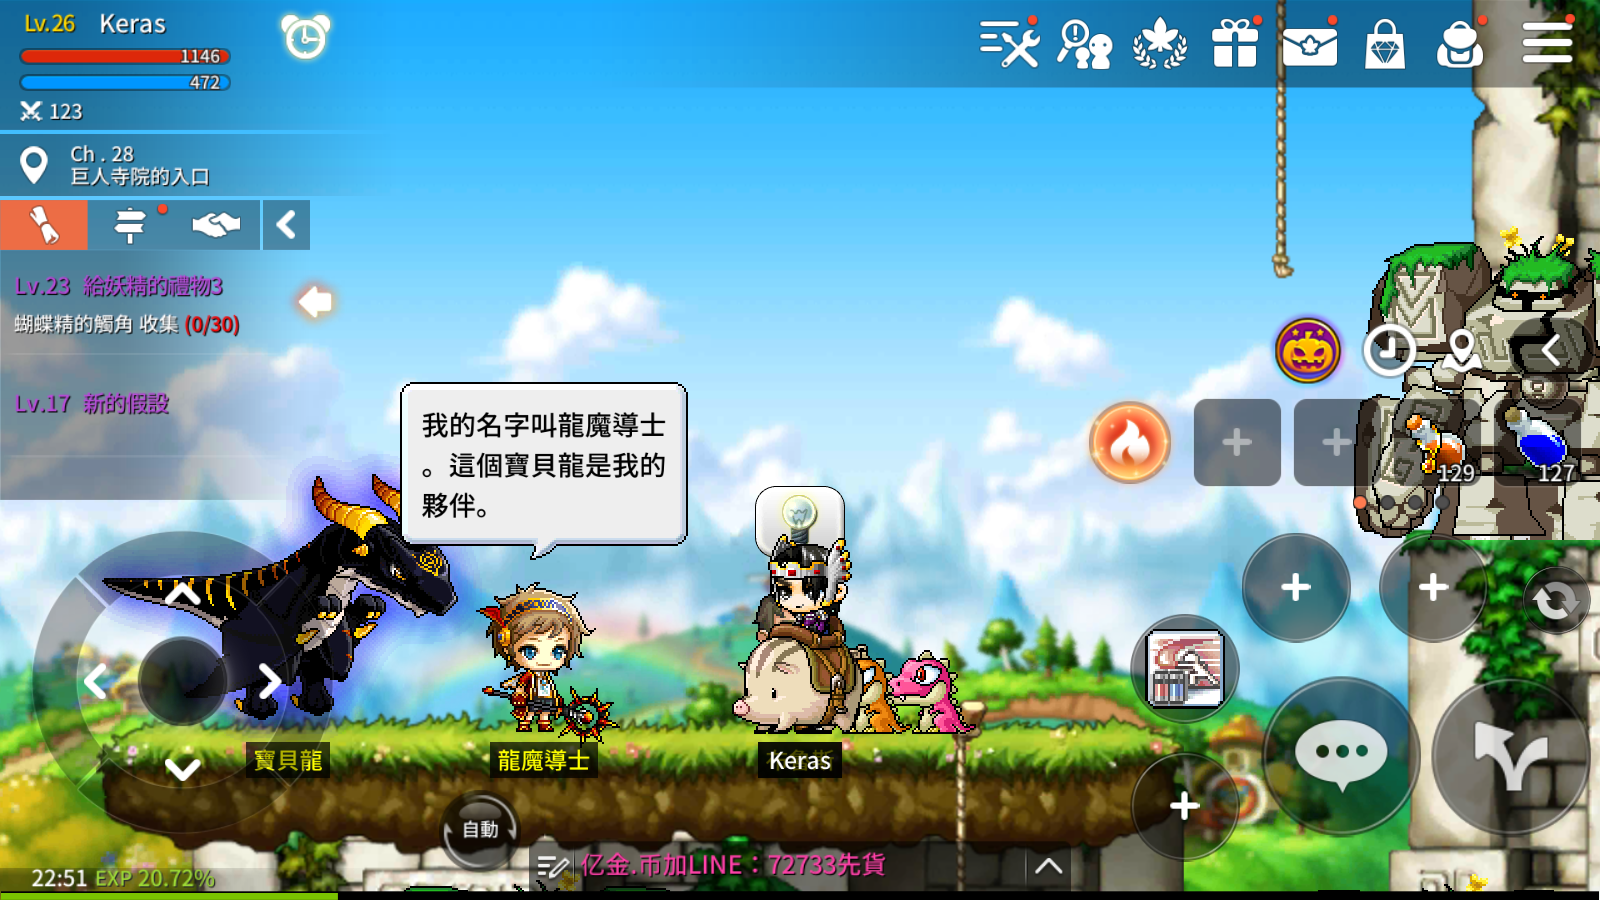 Lv.26 Keras
1146
472
123
Ch . 28
巨人寺院的入口
Lv.23 給妖精的禮物3
蝴蝶精的觸角 收集 (0/30)
Lv.17 新的假設
我的名字叫龍魔導士
。這個寶貝龍是我的
夥伴。
129
127
寶貝龍
龍魔導士
Keras
自動
亿金.币加LINE：72733先貨
22:51 EXP 20.72%